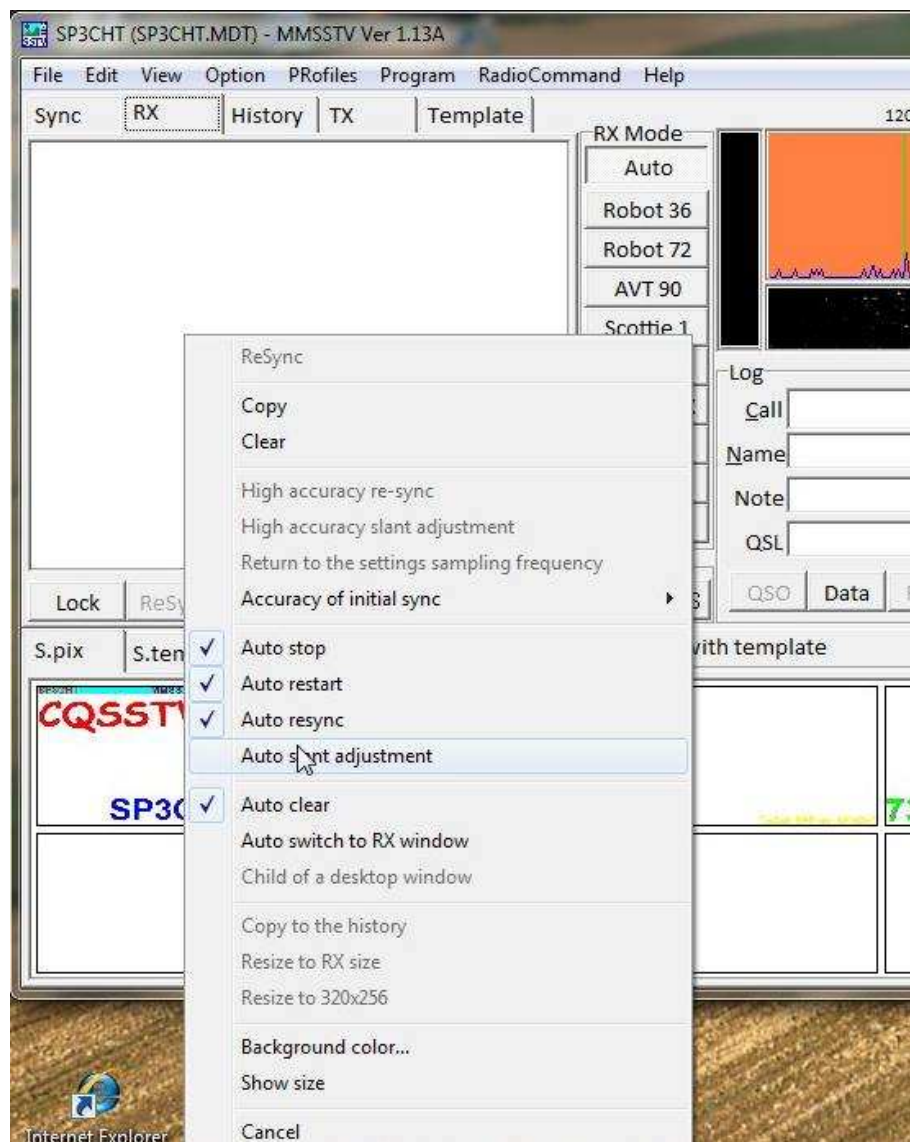 SP3CHT (SP3CHT.MDT) - MMSSTV Ver 1.13A
File Edit View Option PRofiles Program RadioCommand Help
Sync RX History TX Template
120
RX Mode
Auto
Robot 36
Robot 72
AVT 90
Scottie 1
ReSync
Copy
Clear
High accuracy re-sync
High accuracy slant adjustment
Return to the settings sampling frequency
Accuracy of initial sync
Auto stop
Auto restart
Auto resync
Auto slant adjustment
Auto clear
Auto switch to RX window
Child of a desktop window
Copy to the history
Resize to RX size
Resize to 320x256
Background color...
Show size
Cancel
Log
Call
Name
Note
QSL
QSO Data
Lock ReSy
S.pix S.tem
with template
CQSSTV
SP3C
Internet Explorer